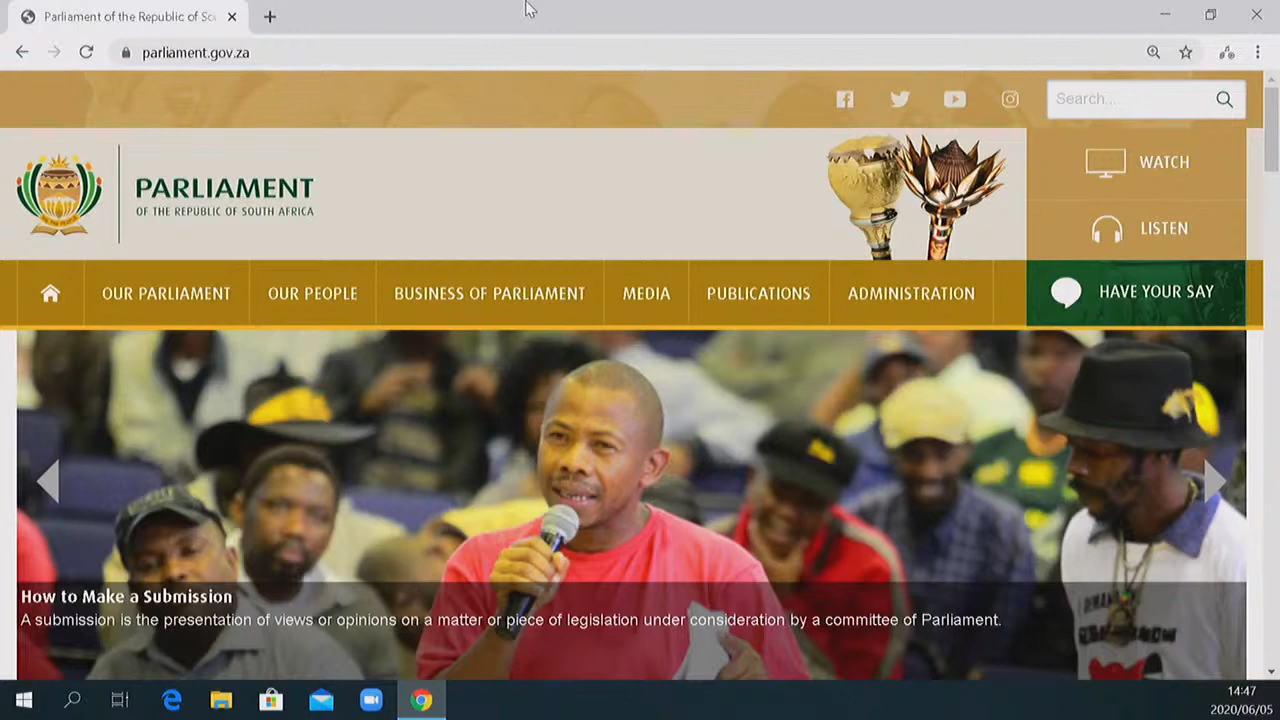 Parliament of the Republic of Sou
parliament.gov.za
Search...
WATCH
PARLIAMENT
OF THE REPUBLIC OF SOUTH AFRICA
LISTEN
OUR PARLIAMENT
OUR PEOPLE
BUSINESS OF PARLIAMENT
MEDIA
PUBLICATIONS
ADMINISTRATION
HAVE YOUR SAY
How to Make a Submission
A submission is the presentation of views or opinions on a matter or piece of legislation under consideration by a committee of Parliament.
14:47
2020/06/05